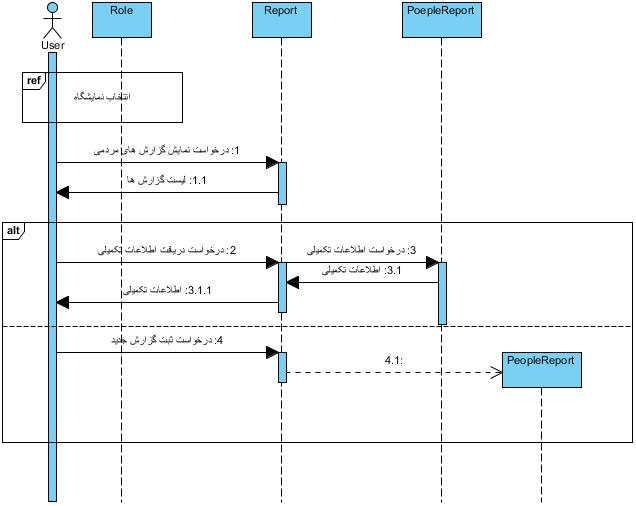 Role
Report
PoepleReport
User
ref
انتخاب نمایشگاه
1: درخواست نمایش گزارش های مردمی
1.1: لیست گزارش ها
alt
2: درخواست دریافت اطلاعات تکمیلی
3: درخواست اطلاعات تکمیلی
3.1: اطلاعات تکمیلی
3.1.1: اطلاعات تکمیلی
4: درخواست ثبت گزارش جدید
4.1:
PeopleReport